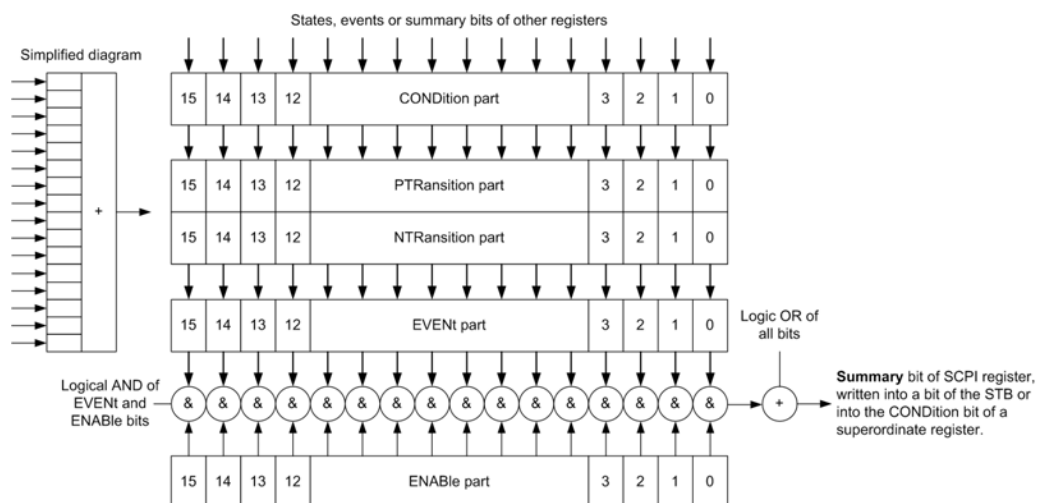 States, events or summary bits of other registers
Simplified diagram
15 14 13 12 CONDition part 3 2 1 0
15 14 13 12 PTRansition part 3 2 1 0
+
15 14 13 12 NTRansition part 3 2 1 0
15 14 13 12 EVENt part 3 2 1 0
Logic OR of
all bits
Logical AND of
EVENt and
ENABle bits
& & & & & & & & & & & & & & & &
+
Summary bit of SCPI register,
written into a bit of the STB or
into the CONDition bit of a
superordinate register.
15 14 13 12 ENABle part 3 2 1 0